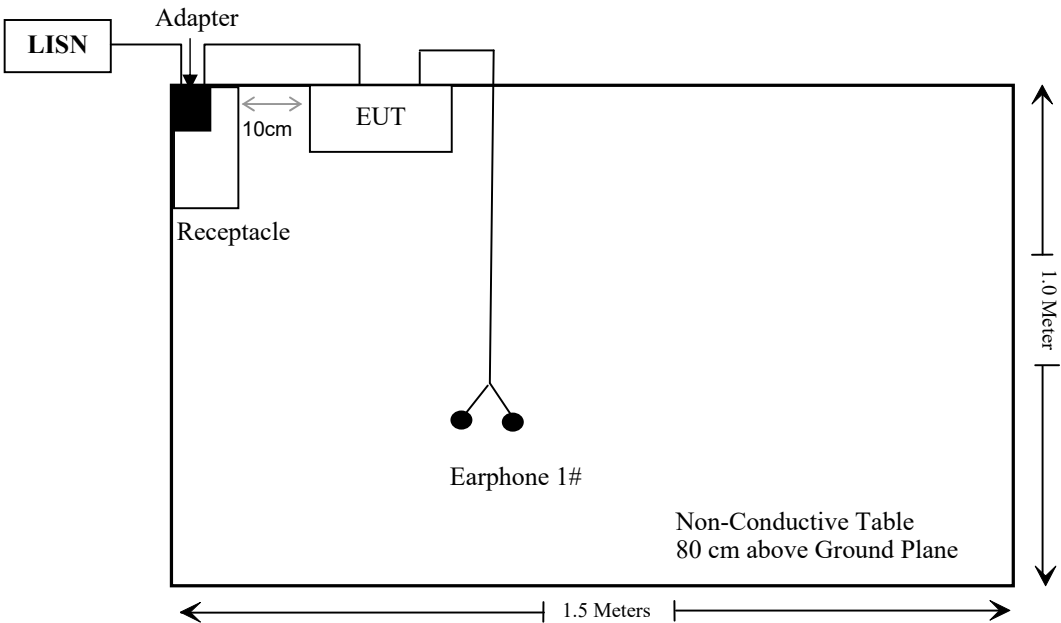 Adapter
LISN
EUT
10cm
Receptacle
1.0 Meter
Earphone 1#
Non-Conductive Table
80 cm above Ground Plane
1.5 Meters